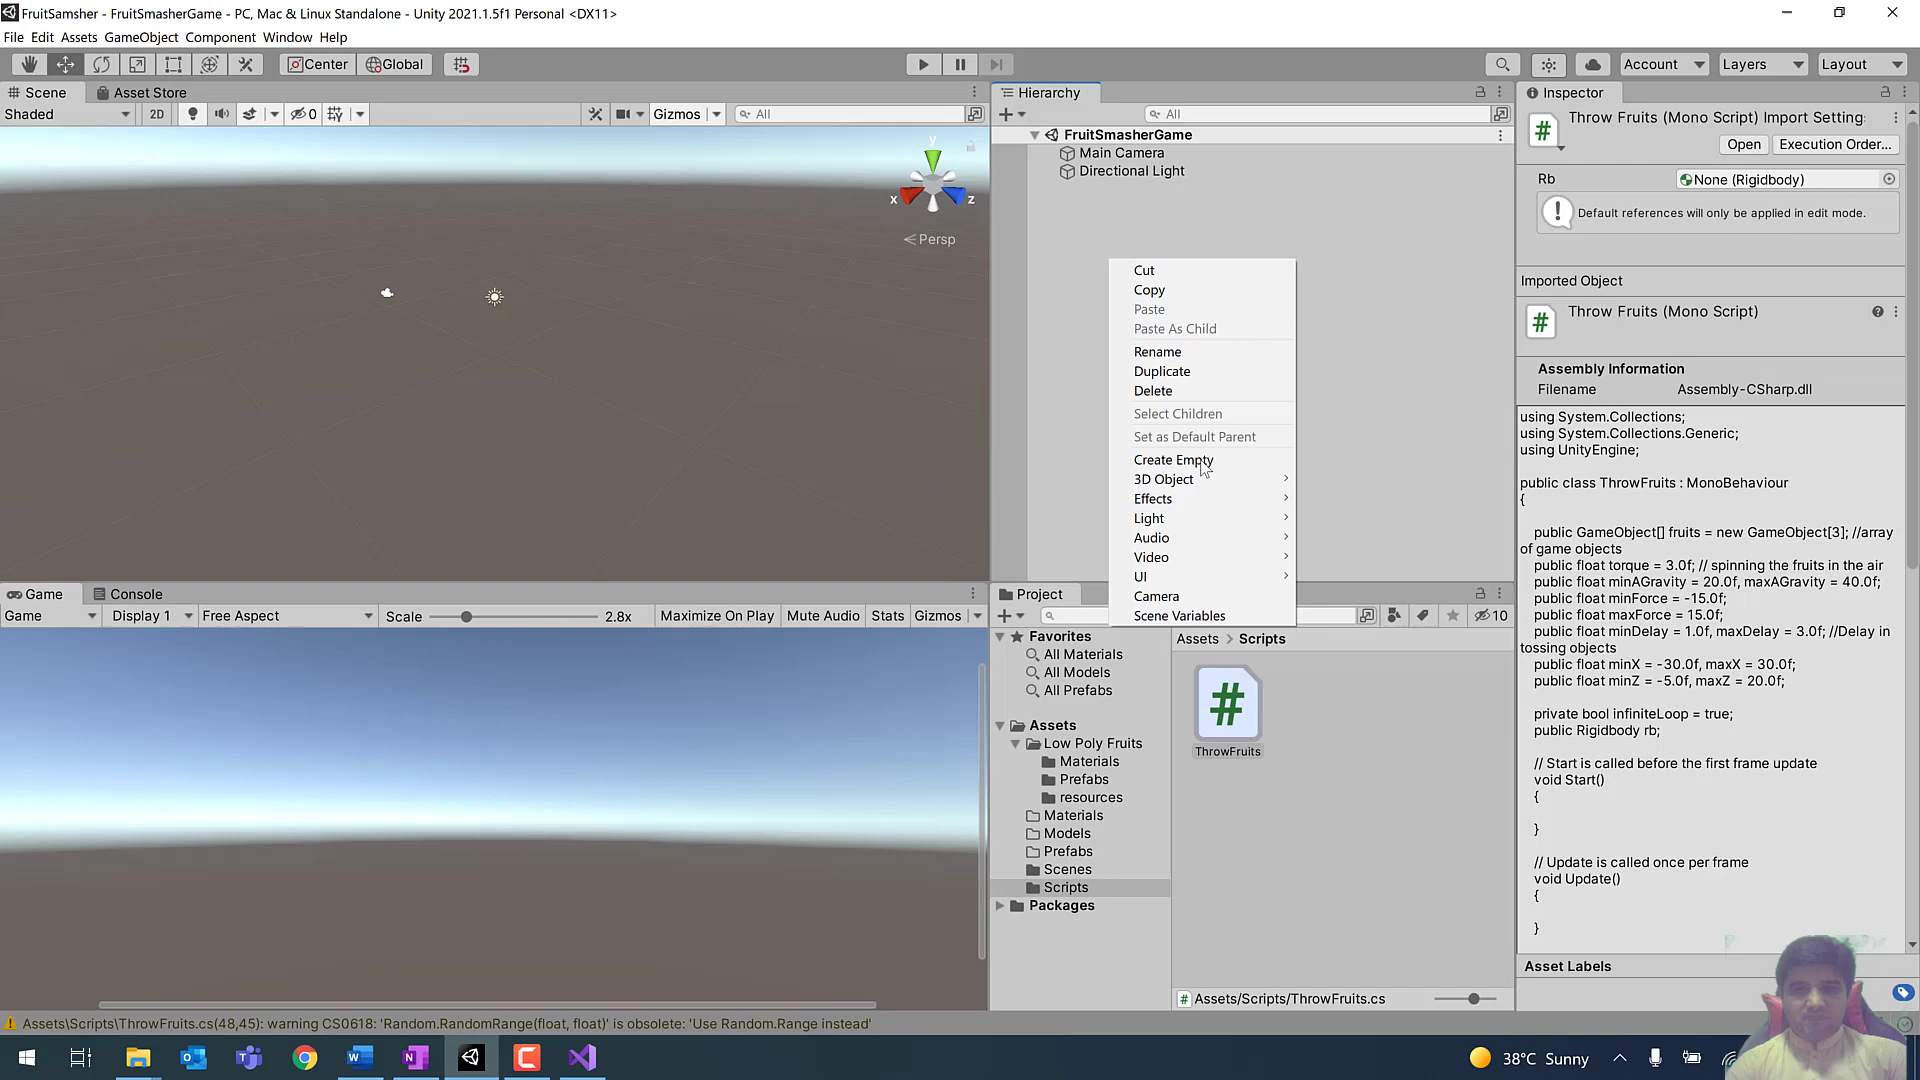 FruitSamsher - FruitSmasherGame - PC, Mac & Linux Standalone - Unity 2021.1.5f1 Personal <DX11>
File Edit Assets GameObject Component Window Help
Center Global Account Layers Layout
Scene Asset Store
Shaded 2D 0 Gizmos All
y
x z
Persp
Hierarchy
All
FruitSmasherGame
Main Camera
Directional Light
Cut
Copy
Paste
Paste As Child
Rename
Duplicate
Delete
Select Children
Set as Default Parent
Create Empty
3D Object
Effects
Light
Audio
Video
UI
Camera
Scene Variables
Inspector
Throw Fruits (Mono Script) Import Setting
Open Execution Order...
Rb None (Rigidbody)
Default references will only be applied in edit mode.
Imported Object
Throw Fruits (Mono Script)
Assembly Information
Filename Assembly-CSharp.dll
using System.Collections;
using System.Collections.Generic;
using UnityEngine;
public class ThrowFruits : MonoBehaviour
{
public GameObject[] fruits = new GameObject[3]; //array
of game objects
public float torque = 3.0f; // spinning the fruits in the air
public float minAGravity = 20.0f, maxAGravity = 40.0f;
public float minForce = -15.0f;
public float maxForce = 15.0f;
public float minDelay = 1.0f, maxDelay = 3.0f; //Delay in
tossing objects
public float minX = -30.0f, maxX = 30.0f;
public float minZ = -5.0f, maxZ = 20.0f;
private bool infiniteLoop = true;
public Rigidbody rb;
// Start is called before the first frame update
void Start()
{
}
// Update is called once per frame
void Update()
{
}
Asset Labels
Game Console
Game Display 1 Free Aspect Scale 2.8x Maximize On Play Mute Audio Stats Gizmos
Project
10
Favorites
All Materials
All Models
All Prefabs
Assets
Low Poly Fruits
Materials
Prefabs
resources
Materials
Models
Prefabs
Scenes
Scripts
Packages
Assets > Scripts
#
ThrowFruits
Assets/Scripts/ThrowFruits.cs
Assets\Scripts\ThrowFruits.cs(48,45): warning CS0618: 'Random.RandomRange(float, float)' is obsolete: 'Use Random.Range instead'
38°C Sunny